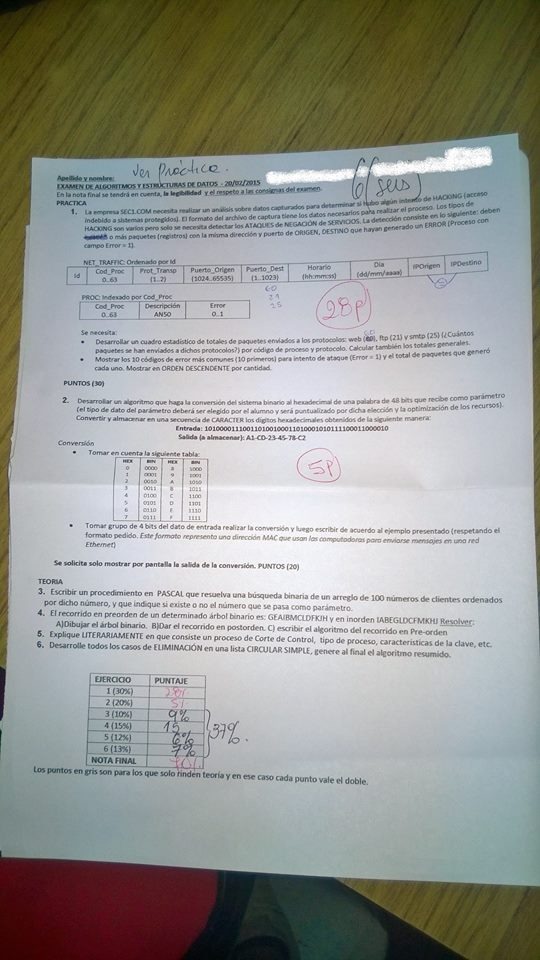 ver práctica.
Apellido y nombre:
6 (seis)
EXAMEN DE ALGORITMOS Y ESTRUCTURAS DE DATOS - 20/02/2015
En la nota final se tendrá en cuenta, la legibilidad y el respeto a las consignas del examen.
PRACTICA
1. La empresa SEC1.COM necesita realizar un análisis sobre datos capturados para determinar si hubo algún intento de HACKING (acceso
indebido a sistemas protegidos). El formato del archivo de captura tiene los datos necesarios para realizar el proceso. Los tipos de
HACKING son varios pero solo se necesita detectar los ATAQUES de NEGACIÓN de SERVICIOS. La detección consiste en lo siguiente: deben
o más paquetes (registros) con la misma dirección y puerto de ORIGEN, DESTINO que hayan generado un ERROR (Proceso con
campo Error = 1).
NET_TRAFFIC: Ordenado por Id
Id Cod_Proc 0..63 Prot_Transp (1..2) Puerto_Origen (1024..65535) Puerto_Dest (1..1023) Horario (hh:mm:ss) Dia (dd/mm/aaaa) IPOrigen IPDestino
60
21
25
PROC: Indexado por Cod_Proc
Cod_Proc Descripción Error
0..63 AN50 0..1
28p
Se necesita:
• Desarrollar un cuadro estadístico de totales de paquetes enviados a los protocolos: web (80), ftp (21) y smtp (25) (¿Cuántos
paquetes se han enviados a dichos protocolos?) por código de proceso y protocolo. Calcular también los totales generales.
• Mostrar los 10 códigos de error más comunes (10 primeros) para intento de ataque (Error = 1) y el total de paquetes que generó
cada uno. Mostrar en ORDEN DESCENDENTE por cantidad.
PUNTOS (30)
2. Desarrollar un algoritmo que haga la conversión del sistema binario al hexadecimal de una palabra de 48 bits que recibe como parámetro
(el tipo de dato del parámetro deberá ser elegido por el alumno y será puntualizado por dicha elección y la optimización de los recursos).
Convertir y almacenar en una secuencia de CARACTER los dígitos hexadecimales obtenidos de la siguiente manera:
Entrada:
Salida (a almacenar): A1-CD-23-45-78-C2
Conversión
• Tomar en cuenta la siguiente tabla:
5p
HEX BIN HEX BIN
0 0000 8 1000
1 0001 9 1001
2 0010 A 1010
3 0011 B 1011
4 0100 C 1100
5 0101 D 1101
6 0110 E 1110
7 0111 F 1111
• Tomar grupo de 4 bits del dato de entrada realizar la conversión y luego escribir de acuerdo al ejemplo presentado (respetando el
formato pedido. Este formato representa una dirección MAC que usan las computadoras para enviarse mensajes en una red
Ethernet)
Se solicita solo mostrar por pantalla la salida de la conversión. PUNTOS (20)
TEORIA
3. Escribir un procedimiento en PASCAL que resuelva una búsqueda binaria de un arreglo de 100 números de clientes ordenados
por dicho número, y que indique si existe o no el número que se pasa como parámetro.
4. El recorrido en preorden de un determinado árbol binario es: GEAIBMCLDFKJH y en inorden IABEGLDCFMKHJ Resolver:
A)Dibujar el árbol binario. B)Dar el recorrido en postorden. C) escribir el algoritmo del recorrido en Pre-orden
5. Explique LITERARIAMENTE en que consiste un proceso de Corte de Control, tipo de proceso, características de la clave, etc.
6. Desarrolle todos los casos de ELIMINACIÓN en una lista CIRCULAR SIMPLE, genere al final el algoritmo resumido.
EJERCICIO PUNTAJE
1 (30%) 28%
2 (20%) 5%
3 (10%) 9%
4 (15%) 15
5 (12%) 6%
6 (13%) 7%
NOTA FINAL 70%
37%.
Los puntos en gris son para los que solo rinden teoría y en ese caso cada punto vale el doble.